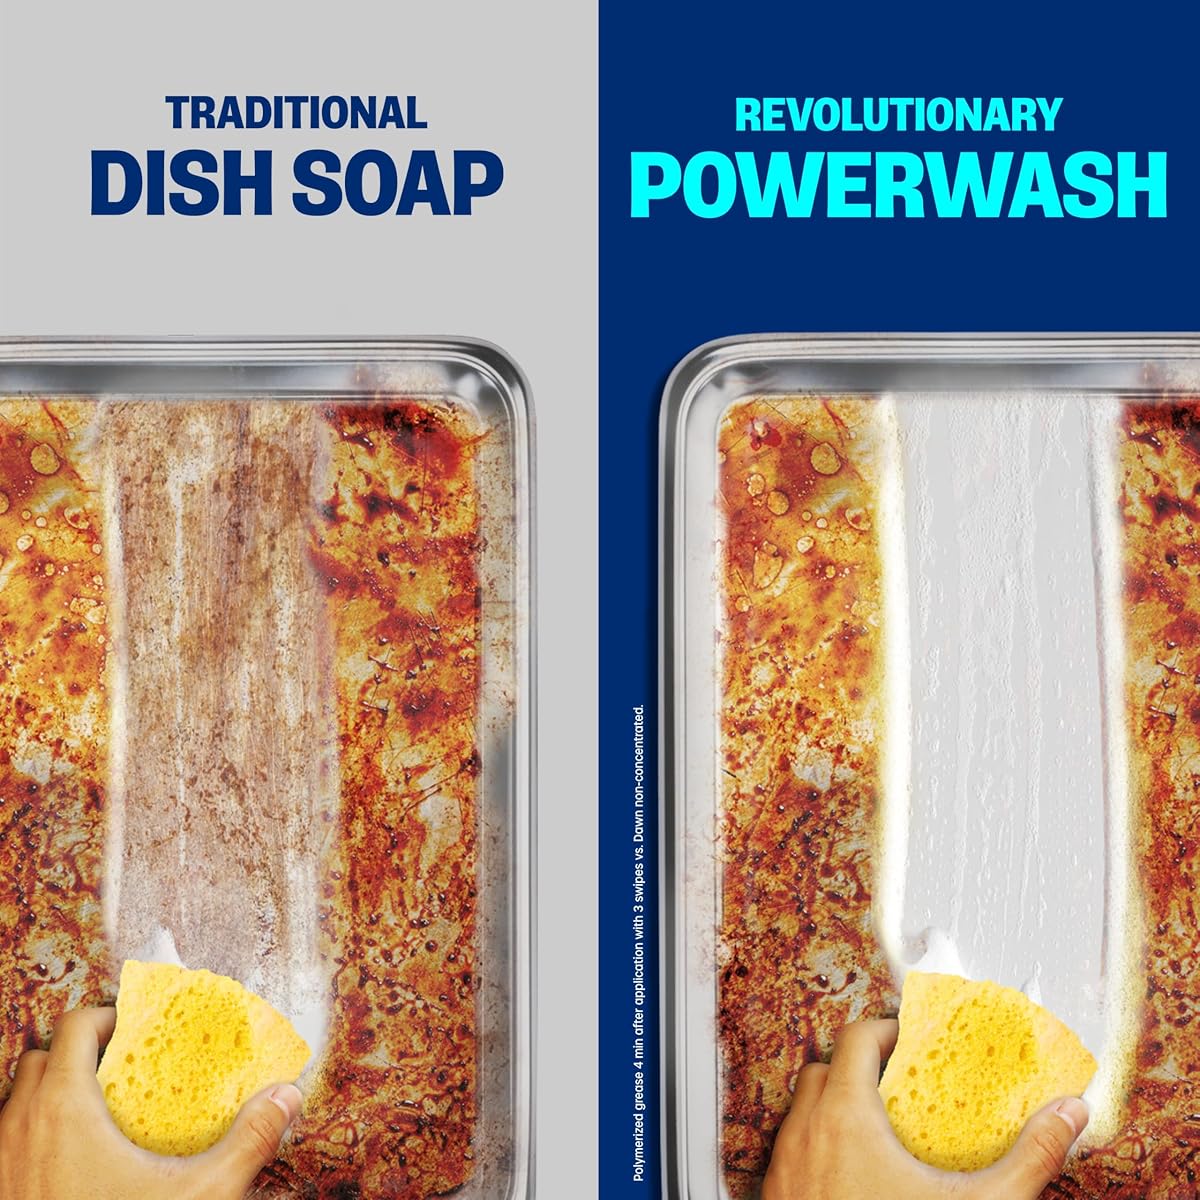 TRADITIONAL
DISH SOAP
REVOLUTIONARY
POWERWASH
Polymerized grease 4 min after application with 3 swipes vs. Dawn non-concentrated.